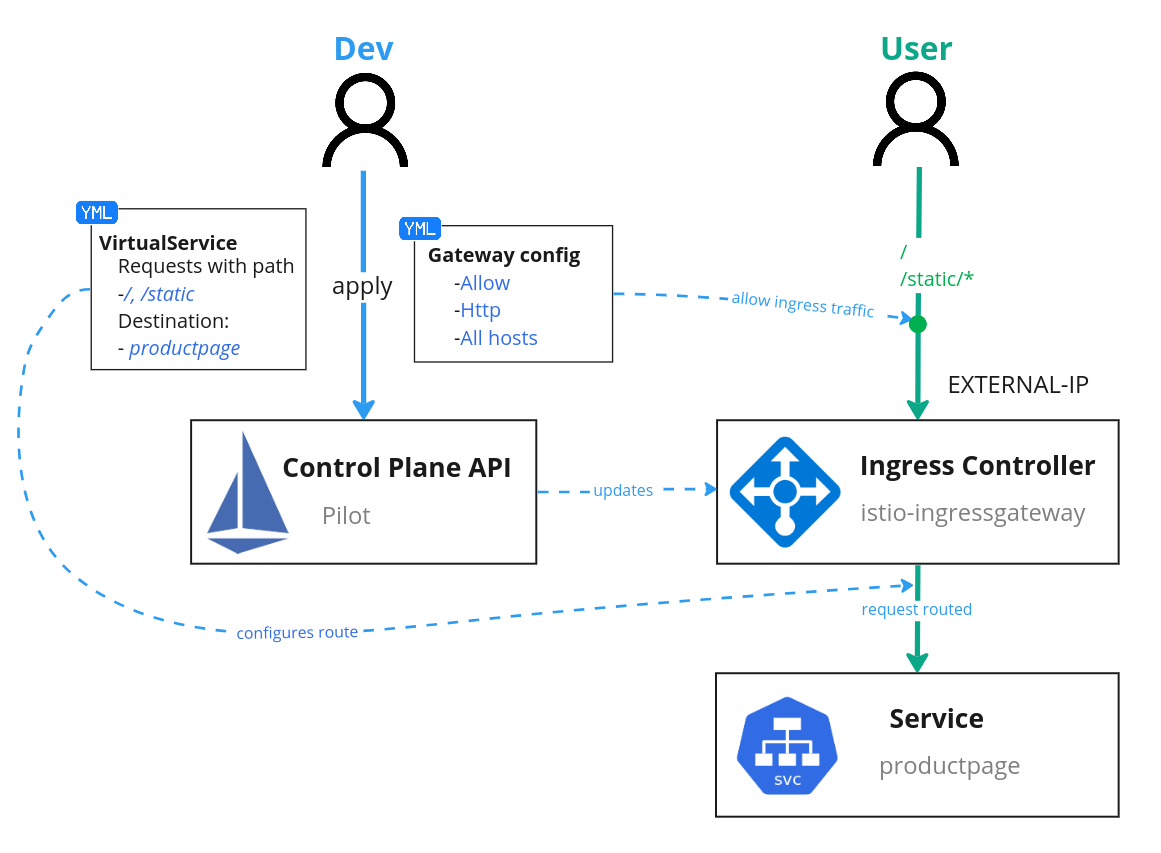 Dev
User
YML
VirtualService
Requests with path
-/, /static
Destination:
- productpage
apply
YML
Gateway config
-Allow
-Http
-All hosts
allow ingress traffic
/
/static/*
EXTERNAL-IP
Control Plane API
Pilot
updates
Ingress Controller
istio-ingressgateway
configures route
request routed
Service
productpage
svc